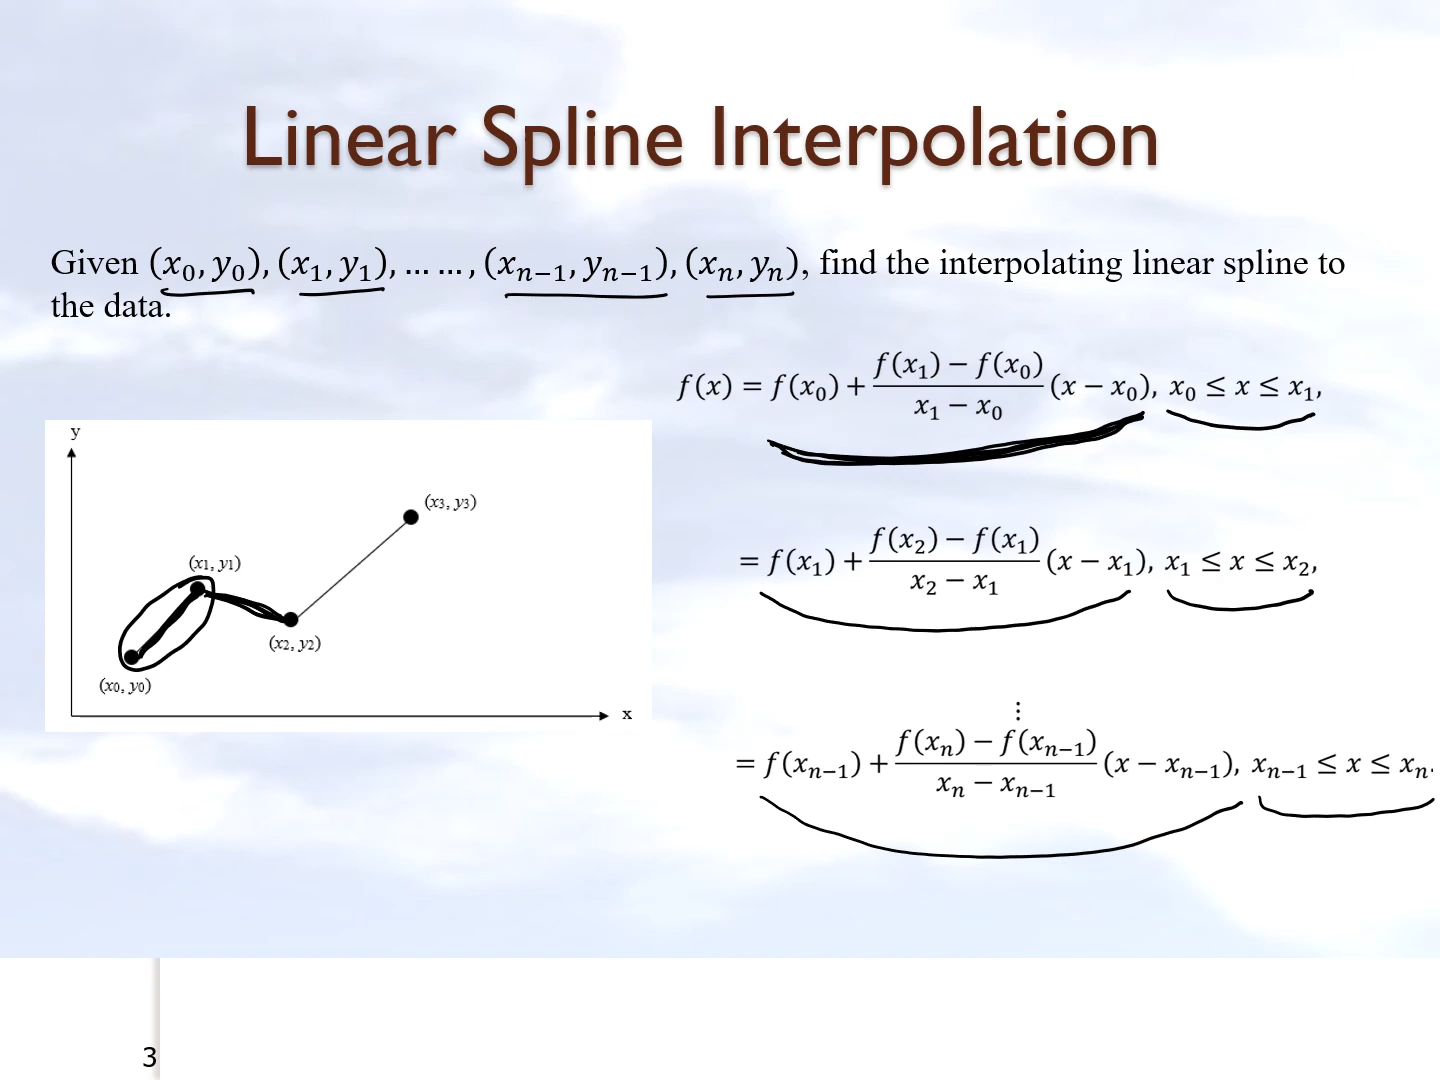 Linear Spline Interpolation
Given (x₀, y₀), (x₁, y₁), … … , (xₙ₋₁, yₙ₋₁), (xₙ, yₙ), find the interpolating linear spline to
the data.
f(x) = f(x₀) + \frac{f(x₁) − f(x₀)}{x₁ − x₀} (x − x₀), x₀ ≤ x ≤ x₁,
= f(x₁) + \frac{f(x₂) − f(x₁)}{x₂ − x₁} (x − x₁), x₁ ≤ x ≤ x₂,
⋮
= f(xₙ₋₁) + \frac{f(xₙ) − f(xₙ₋₁)}{xₙ − xₙ₋₁} (x − xₙ₋₁), xₙ₋₁ ≤ x ≤ xₙ.
y
(x₃, y₃)
(x₁, y₁)
(x₂, y₂)
(x₀, y₀)
x
3